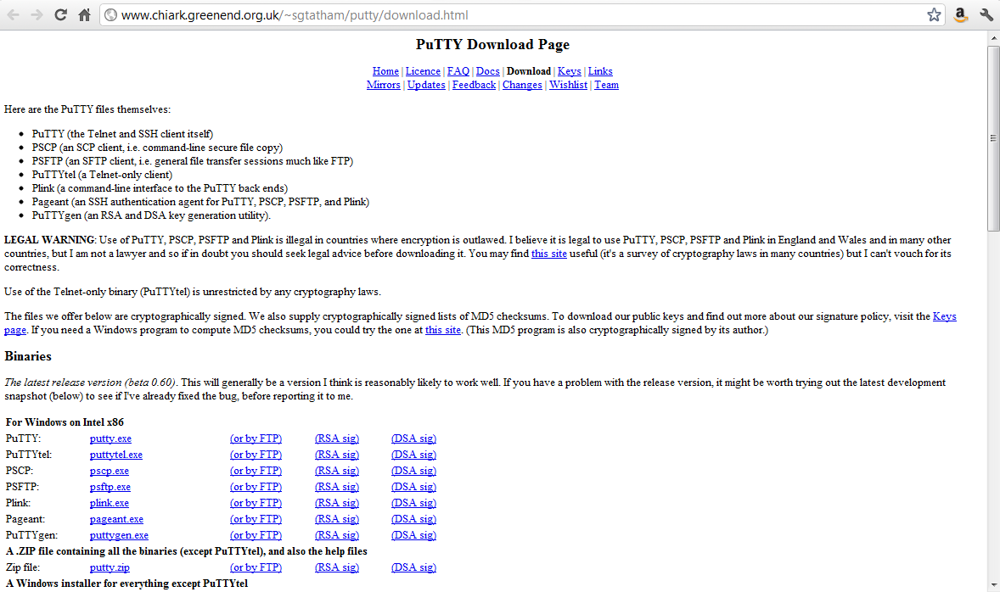 www.chiark.greenend.org.uk/~sgtatham/putty/download.html
PuTTY Download Page
Home | Licence | FAQ | Docs | Download | Keys | Links
Mirrors | Updates | Feedback | Changes | Wishlist | Team
Here are the PuTTY files themselves:
• PuTTY (the Telnet and SSH client itself)
• PSCP (an SCP client, i.e. command-line secure file copy)
• PSFTP (an SFTP client, i.e. general file transfer sessions much like FTP)
• PuTTYtel (a Telnet-only client)
• Plink (a command-line interface to the PuTTY back ends)
• Pageant (an SSH authentication agent for PuTTY, PSCP, PSFTP, and Plink)
• PuTTYgen (an RSA and DSA key generation utility).
LEGAL WARNING: Use of PuTTY, PSCP, PSFTP and Plink is illegal in countries where encryption is outlawed. I believe it is legal to use PuTTY, PSCP, PSFTP and Plink in England and Wales and in many other
countries, but I am not a lawyer and so if in doubt you should seek legal advice before downloading it. You may find this site useful (it's a survey of cryptography laws in many countries) but I can't vouch for its
correctness.
Use of the Telnet-only binary (PuTTYtel) is unrestricted by any cryptography laws.
The files we offer below are cryptographically signed. We also supply cryptographically signed lists of MD5 checksums. To download our public keys and find out more about our signature policy, visit the Keys
page. If you need a Windows program to compute MD5 checksums, you could try the one at this site. (This MD5 program is also cryptographically signed by its author.)
Binaries
The latest release version (beta 0.60). This will generally be a version I think is reasonably likely to work well. If you have a problem with the release version, it might be worth trying out the latest development
snapshot (below) to see if I've already fixed the bug, before reporting it to me.
For Windows on Intel x86
PuTTY: putty.exe (or by FTP) (RSA sig) (DSA sig)
PuTTYtel: puttytel.exe (or by FTP) (RSA sig) (DSA sig)
PSCP: pscp.exe (or by FTP) (RSA sig) (DSA sig)
PSFTP: psftp.exe (or by FTP) (RSA sig) (DSA sig)
Plink: plink.exe (or by FTP) (RSA sig) (DSA sig)
Pageant: pageant.exe (or by FTP) (RSA sig) (DSA sig)
PuTTYgen: puttygen.exe (or by FTP) (RSA sig) (DSA sig)
A .ZIP file containing all the binaries (except PuTTYtel), and also the help files
Zip file: putty.zip (or by FTP) (RSA sig) (DSA sig)
A Windows installer for everything except PuTTYtel